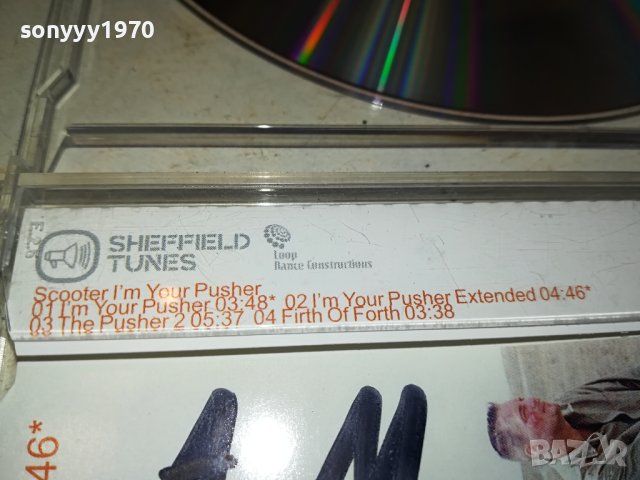 sonyyy1970
SHEFFIELD
TUNES
Loop
Dance Constructions
Scooter I'm Your Pusher
01 I'm Your Pusher 03:48* 02 I'm Your Pusher Extended 04:46*
03 The Pusher 2 05:37 04 Firth Of Forth 03:38
46*
BAZAR